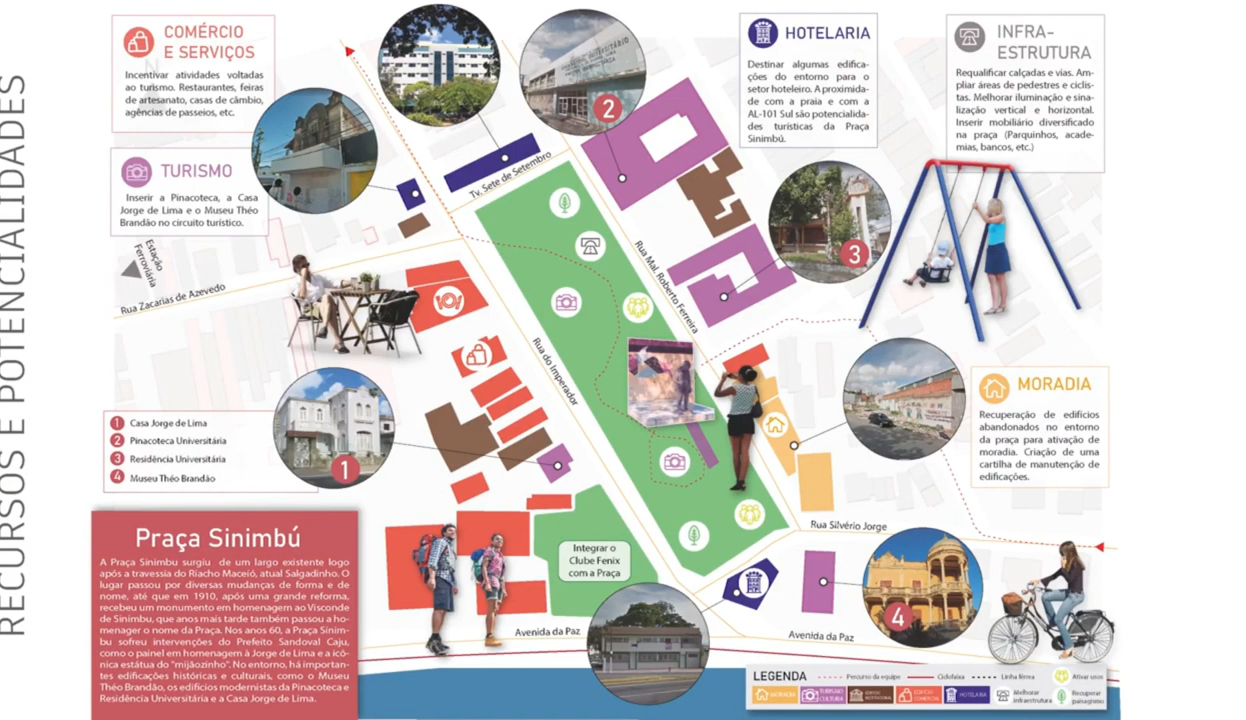 RECURSOS E POTENCIALIDADES
COMÉRCIO
E SERVIÇOS
Incentivar atividades voltadas
ao turismo. Restaurantes, feiras
de artesanato, casas de câmbio,
agências de passeios, etc.
TURISMO
Inserir a Pinacoteca, a Casa
Jorge de Lima e o Museu Théo
Brandão no circuito turístico.
HOTELARIA
Destinar algumas edifica-
ções do entorno para o
setor hoteleiro. A proximida-
de com a praia e com a
AL-101 Sul são potencialida-
des turísticas da Praça
Sinimbú.
INFRA-
ESTRUTURA
Requalificar calçadas e vias. Am-
pliar áreas de pedestres e ciclis-
tas. Melhorar iluminação e sina-
lização vertical e horizontal.
Inserir mobiliário diversificado
na praça (Parquinhos, acade-
mias, bancos, etc.)
2
3
Tv. Sete de Setembro
Estação
Ferroviária
Rua Zacarias de Azevedo
Rua Mal. Roberto Ferreira
Rua do Imperador
MORADIA
Recuperação de edifícios
abandonados no entorno
da praça para ativação de
moradia. Criação de uma
cartilha de manutenção de
edificações.
1 Casa Jorge de Lima
2 Pinacoteca Universitária
3 Residência Universitária
4 Museu Théo Brandão
1
Rua Silvério Jorge
Integrar o
Clube Fenix
com a Praça
4
Avenida da Paz
Avenida da Paz
Praça Sinimbú
A Praça Sinimbu surgiu de um largo existente logo
após a travessia do Riacho Maceió, atual Salgadinho. O
lugar passou por diversas mudanças de forma e de
nome, até que em 1910, após uma grande reforma,
recebeu um monumento em homenagem ao Visconde
de Sinimbu, que anos mais tarde também passou a ho-
menager o nome da Praça. Nos anos 60, a Praça Sinim-
bu sofreu intervenções do Prefeito Sandoval Caju,
como o painel em homenagem à Jorge de Lima e a icô-
nica estátua do "mijãozinho". No entorno, há importan-
tes edificações históricas e culturais, como o Museu
Théo Brandão, os edifícios modernistas da Pinacoteca e
Residência Universitária e a Casa Jorge de Lima.
LEGENDA
Percurso da equipe
Ciclofaixa
Linha férrea
Ativar usos
MORADIA
TURISMO
CULTURA
EDIFÍCIO
INSTITUCIONAL
EDIFÍCIO
COMERCIAL
HOTELARIA
Melhorar
infraestrutura
Recuperar
paisagismo